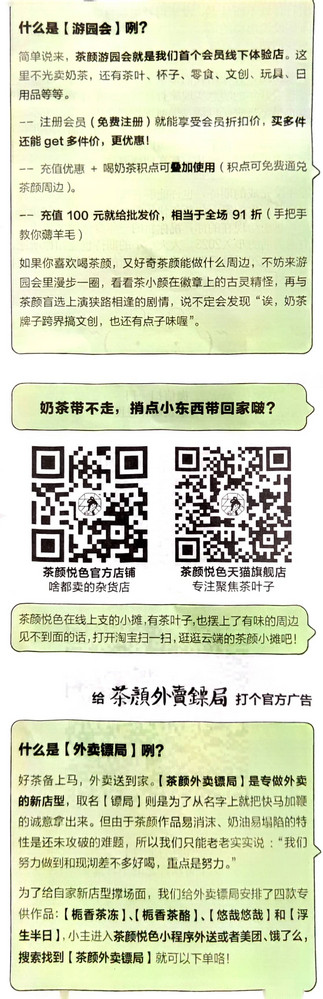 什么是【游园会】咧？
简单说来，茶颜游园会就是我们首个会员线下体验店。这
里不光卖奶茶，还有茶叶、杯子、零食、文创、玩具、日
用品等等。
-- 注册会员（免费注册）就能享受会员折扣价，买多件
还能 get 多件价，更优惠！
-- 充值优惠 + 喝奶茶积点可叠加使用（积点可免费通兑
茶颜周边）。
-- 充值 100 元就给批发价，相当于全场 91 折（手把手
教你薅羊毛）
如果你喜欢喝茶颜，又好奇茶颜能做什么周边，不妨来游
园会里漫步一圈，看看茶小颜在徽章上的古灵精怪，再与
茶颜盲选上演狭路相逢的剧情，说不定会发现“诶，奶茶
牌子跨界搞文创，也还有点子味喔”。
奶茶带不走，捎点小东西带回家啵？
茶颜悦色官方店铺
啥都卖的杂货店
茶颜悦色天猫旗舰店
专注聚焦茶叶子
茶颜悦色在线上支的小摊，有茶叶子，也摆上了有味的周边
见不到面的话，打开淘宝扫一扫，逛逛云端的茶颜小摊吧！
给 茶颜外賣鏢局 打个官方广告
什么是【外卖镖局】咧？
好茶备上马，外卖送到家。【茶颜外卖镖局】是专做外卖
的新店型，取名【镖局】则是为了从名字上就把快马加鞭
的诚意拿出来。但由于茶颜作品易消沫、奶油易塌陷的特
性是还未攻破的难题，所以我们只能老老实实说：“我们
努力做到和现沏差不多好喝，重点是努力。”
为了给自家新店型撑场面，我们给外卖镖局安排了四款专
供作品：【栀香茶冻】、【栀香茶酪】、【悠哉悠哉】和【浮
生半日】，小主进入茶颜悦色小程序外送或者美团、饿了么，
搜索找到【茶颜外卖镖局】就可以下单咯！